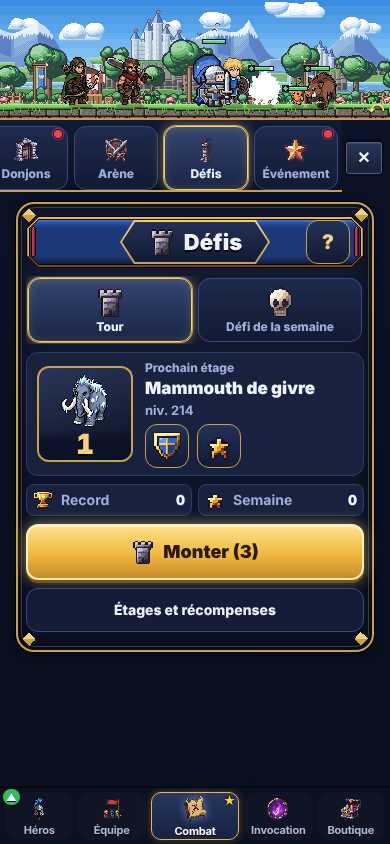 Donjons
Arène
Défis
Événement
✕
Défis
?
Tour
Défi de la semaine
Prochain étage
Mammouth de givre
niv. 214
1
Record 0
Semaine 0
Monter (3)
Étages et récompenses
Héros
Équipe
Combat
Invocation
Boutique